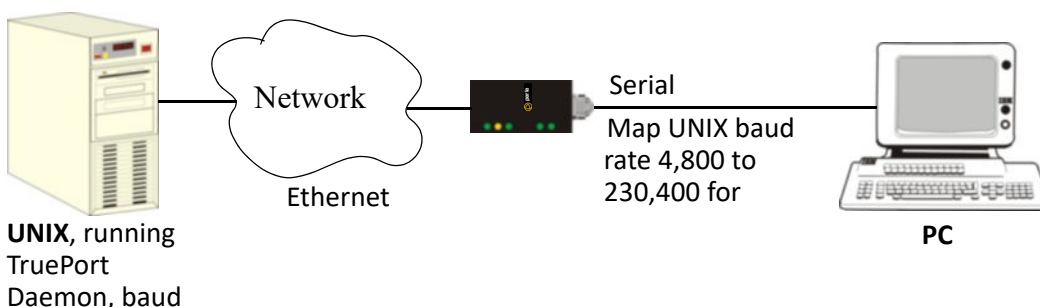 Network
perle
Serial
Map UNIX baud
rate 4,800 to
230,400 for
Ethernet
UNIX, running
TruePort
Daemon, baud
PC